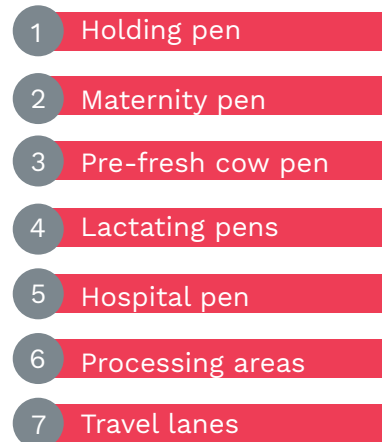 1 Holding pen
2 Maternity pen
3 Pre-fresh cow pen
4 Lactating pens
5 Hospital pen
6 Processing areas
7 Travel lanes